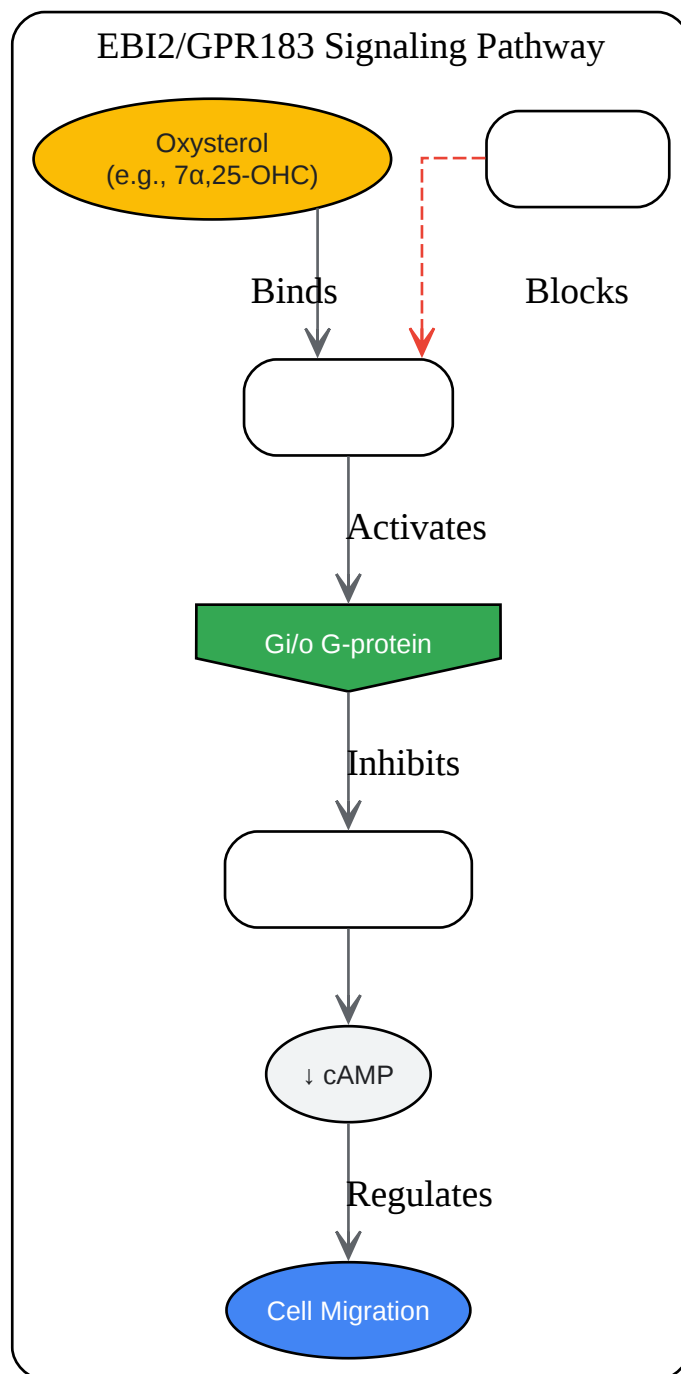 EBI2/GPR183 Signaling Pathway
Oxysterol
(e.g., 7α,25-OHC)
Binds
Blocks
Activates
Gi/o G-protein
Inhibits
↓ cAMP
Regulates
Cell Migration